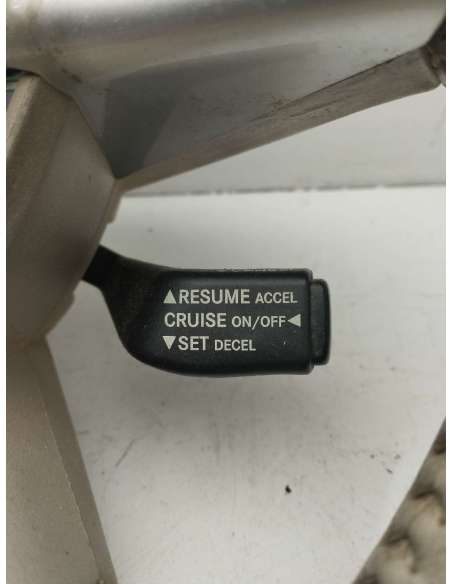 ▲RESUME ACCEL
CRUISE ON/OFF◄
▼SET DECEL